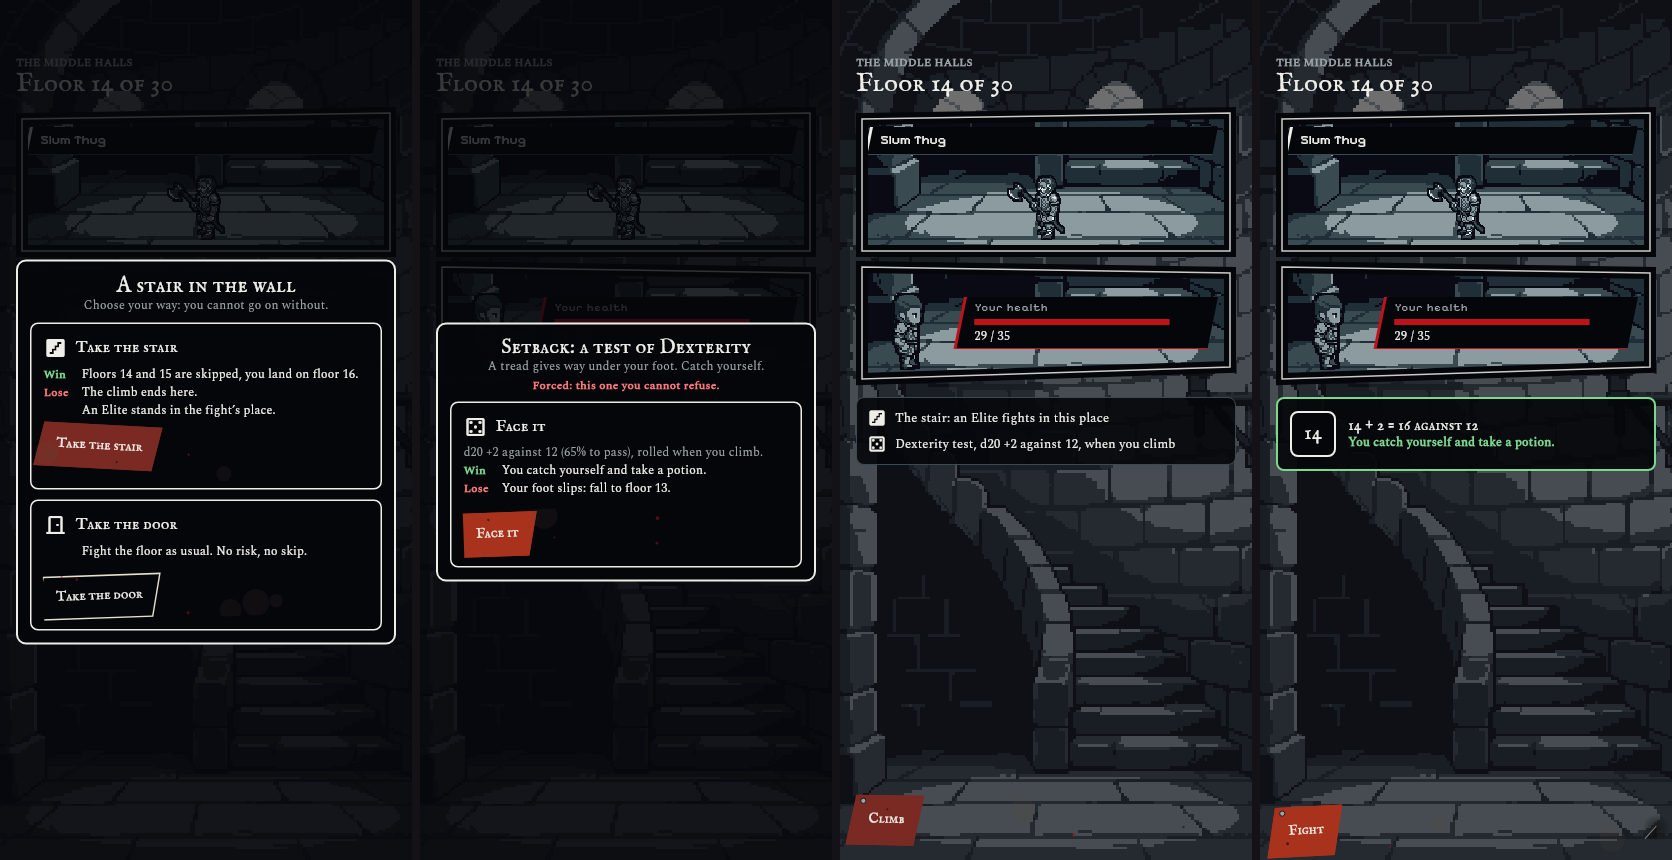 THE MIDDLE HALLS
Floor 14 of 30
Slum Thug
A stair in the wall
Choose your way: you cannot go on without.
Take the stair
Win Floors 14 and 15 are skipped, you land on floor 16.
Lose The climb ends here.
An Elite stands in the fight's place.
Take the stair
Take the door
Fight the floor as usual. No risk, no skip.
Take the door
THE MIDDLE HALLS
Floor 14 of 30
Slum Thug
Your health
Setback: a test of Dexterity
A tread gives way under your foot. Catch yourself.
Forced: this one you cannot refuse.
Face it
d20 +2 against 12 (65% to pass), rolled when you climb.
Win You catch yourself and take a potion.
Lose Your foot slips: fall to floor 13.
Face it
THE MIDDLE HALLS
Floor 14 of 30
Slum Thug
Your health
29 / 35
The stair: an Elite fights in this place
Dexterity test, d20 +2 against 12, when you climb
Climb
THE MIDDLE HALLS
Floor 14 of 30
Slum Thug
Your health
29 / 35
14
14 + 2 = 16 against 12
You catch yourself and take a potion.
Fight